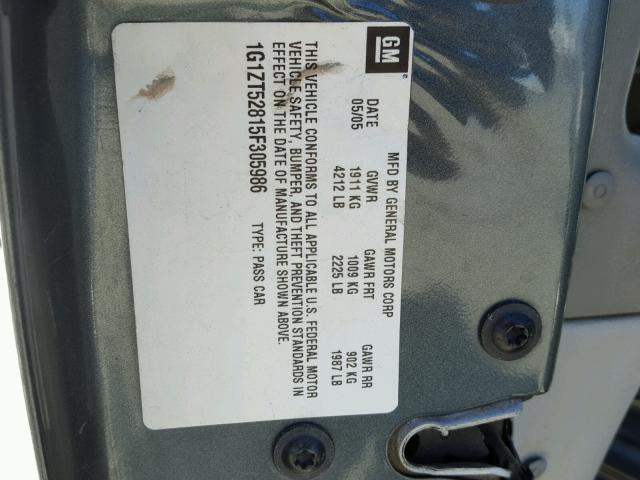 GM
MFD BY GENERAL MOTORS CORP
DATE GVWR GAWR FRT GAWR RR
05/05 1911 KG 1009 KG 902 KG
4212 LB 2225 LB 1987 LB
THIS VEHICLE CONFORMS TO ALL APPLICABLE U.S. FEDERAL MOTOR
VEHICLE SAFETY, BUMPER, AND THEFT PREVENTION STANDARDS IN
EFFECT ON THE DATE OF MANUFACTURE SHOWN ABOVE.
1G1ZT52815F305986 TYPE: PASS CAR